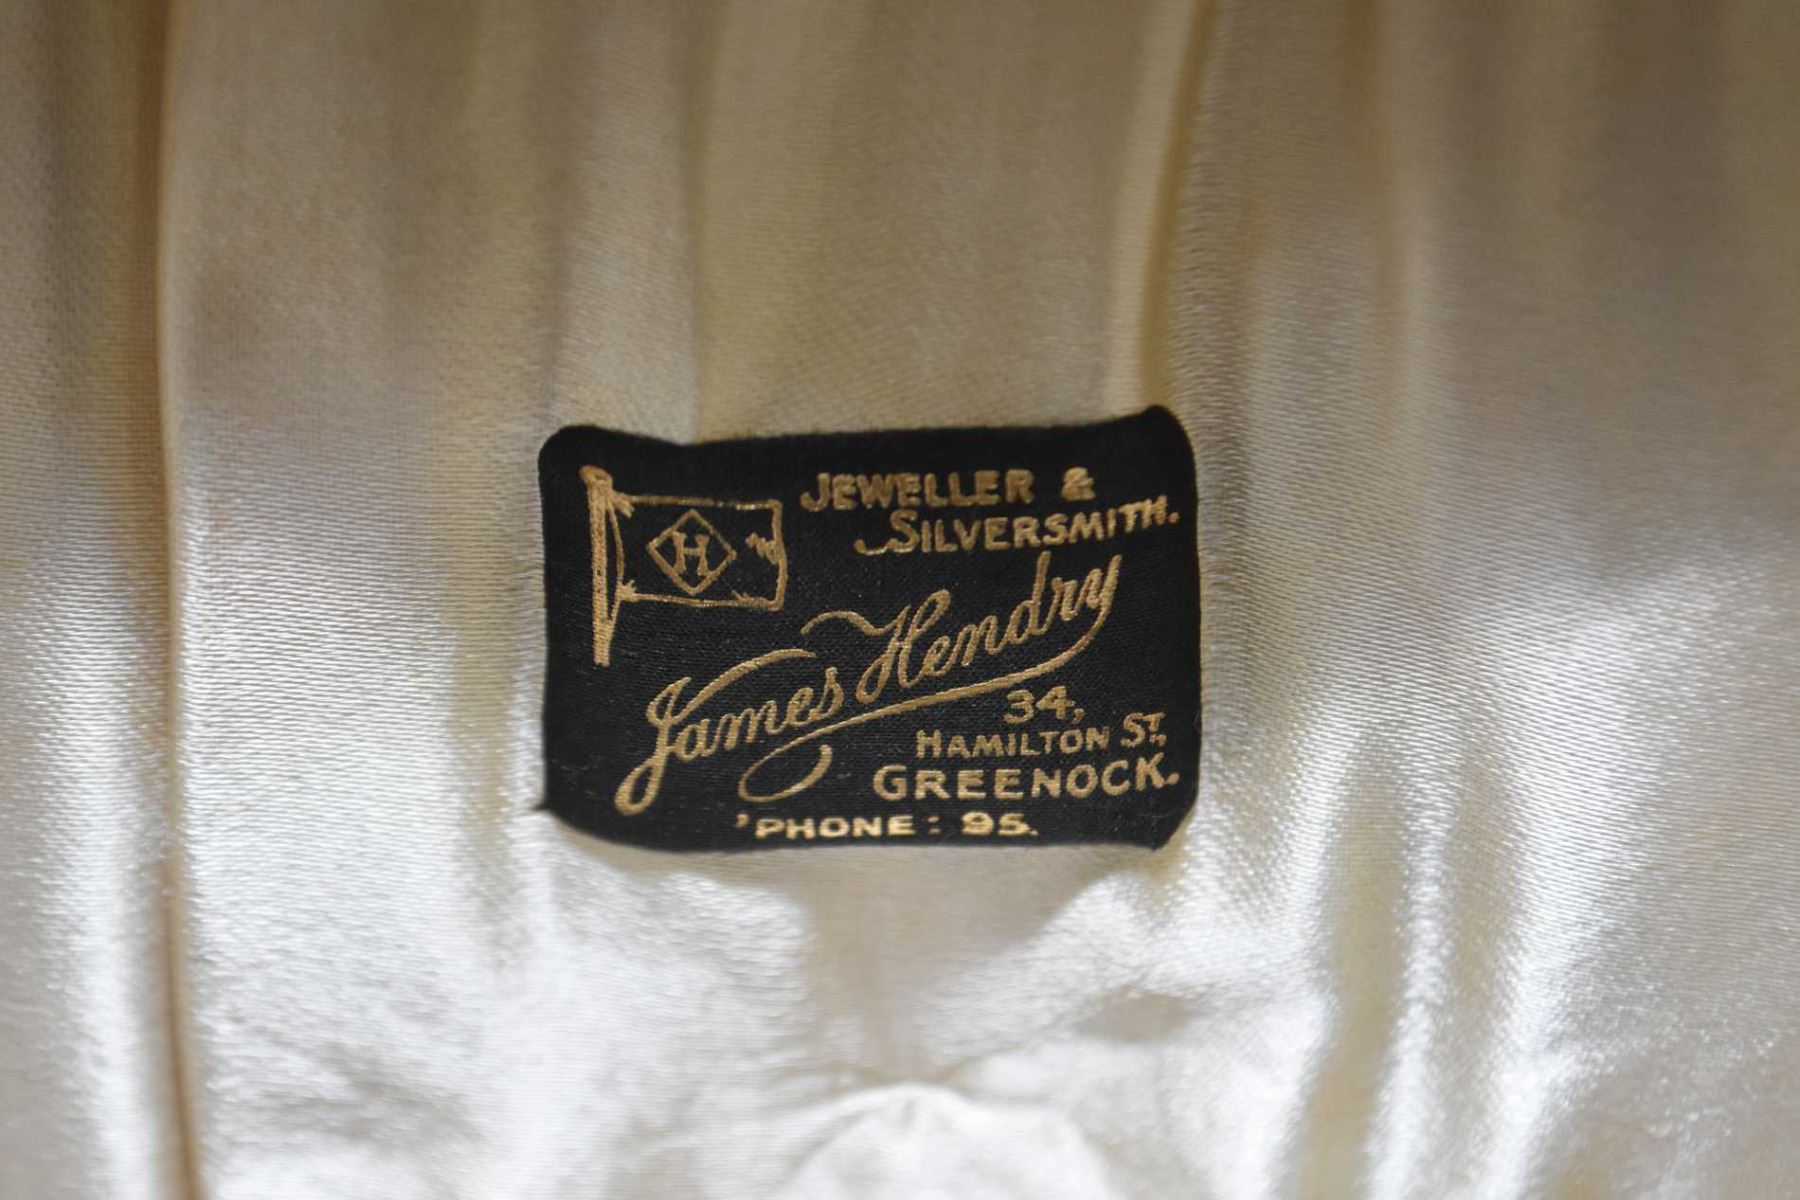 H
JEWELLER &
SILVERSMITH.
James Hendry
34,
HAMILTON ST,
GREENOCK.
'PHONE: 95.